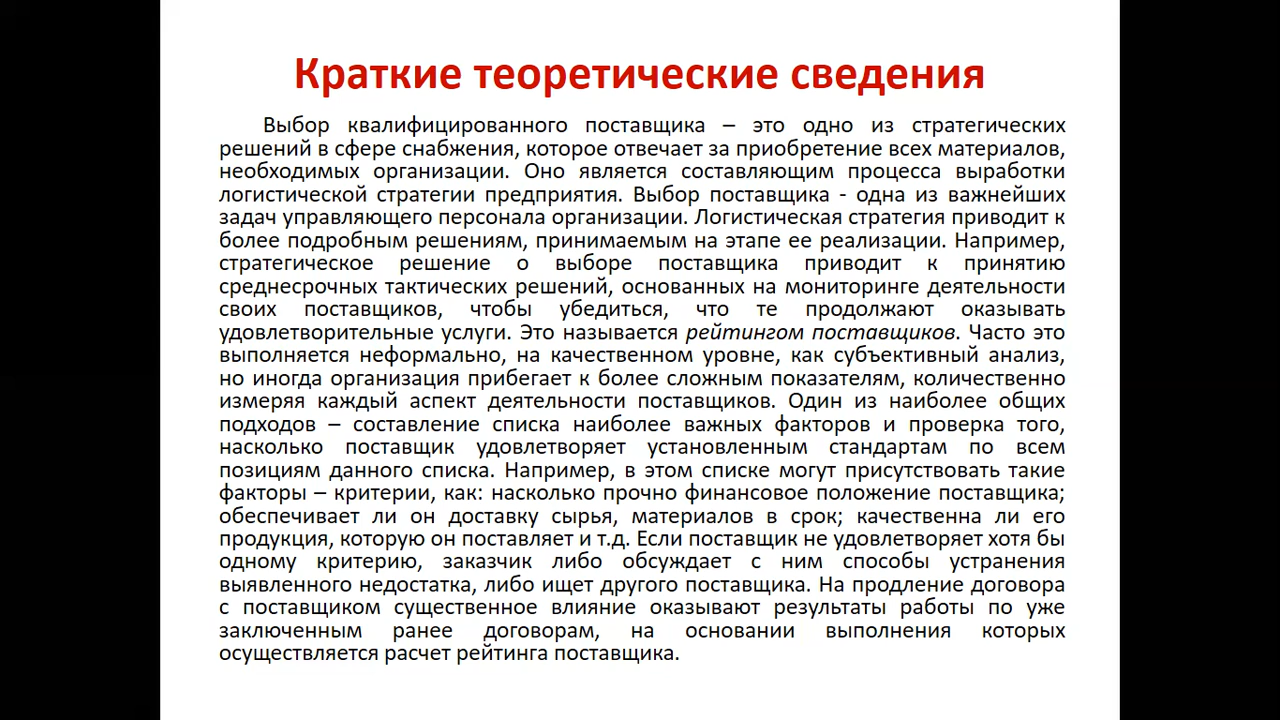 Краткие теоретические сведения
Выбор квалифицированного поставщика – это одно из стратегических
решений в сфере снабжения, которое отвечает за приобретение всех материалов,
необходимых организации. Оно является составляющим процесса выработки
логистической стратегии предприятия. Выбор поставщика - одна из важнейших
задач управляющего персонала организации. Логистическая стратегия приводит к
более подробным решениям, принимаемым на этапе ее реализации. Например,
стратегическое решение о выборе поставщика приводит к принятию
среднесрочных тактических решений, основанных на мониторинге деятельности
своих поставщиков, чтобы убедиться, что те продолжают оказывать
удовлетворительные услуги. Это называется рейтингом поставщиков. Часто это
выполняется неформально, на качественном уровне, как субъективный анализ,
но иногда организация прибегает к более сложным показателям, количественно
измеряя каждый аспект деятельности поставщиков. Один из наиболее общих
подходов – составление списка наиболее важных факторов и проверка того,
насколько поставщик удовлетворяет установленным стандартам по всем
позициям данного списка. Например, в этом списке могут присутствовать такие
факторы – критерии, как: насколько прочно финансовое положение поставщика;
обеспечивает ли он доставку сырья, материалов в срок; качественна ли его
продукция, которую он поставляет и т.д. Если поставщик не удовлетворяет хотя бы
одному критерию, заказчик либо обсуждает с ним способы устранения
выявленного недостатка, либо ищет другого поставщика. На продление договора
с поставщиком существенное влияние оказывают результаты работы по уже
заключенным ранее договорам, на основании выполнения которых
осуществляется расчет рейтинга поставщика.